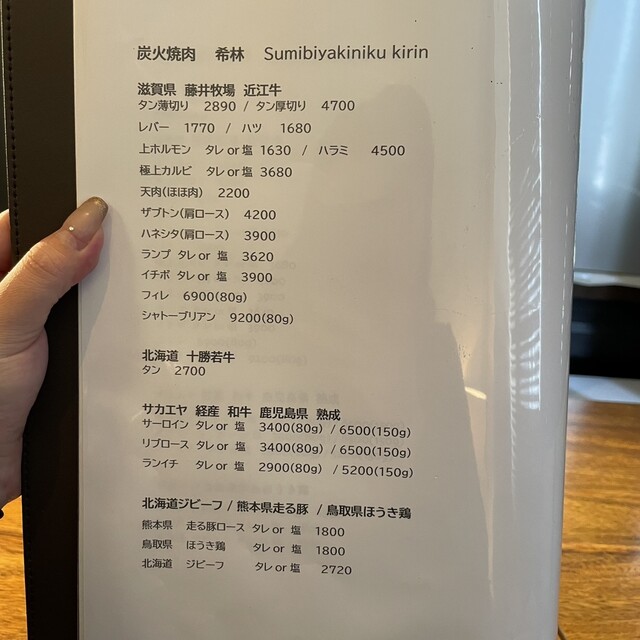 炭火焼肉 希林 Sumibiyakiniku kirin
滋賀県 藤井牧場 近江牛
タン薄切り 2890 / タン厚切り 4700
レバー 1770 / ハツ 1680
上ホルモン タレ or 塩 1630 / ハラミ 4500
極上カルビ タレ or 塩 3680
天肉(ほほ肉) 2200
ザブトン(肩ロース) 4200
ハネシタ(肩ロース) 3900
ランプ タレ or 塩 3620
イチボ タレ or 塩 3900
フィレ 6900(80g)
シャトーブリアン 9200(80g)
北海道 十勝若牛
タン 2700
サカエヤ 経産 和牛 鹿児島県 熟成
サーロイン タレ or 塩 3400(80g) / 6500(150g)
リブロース タレ or 塩 3400(80g) / 6500(150g)
ランイチ タレ or 塩 2900(80g) / 5200(150g)
北海道ジビーフ / 熊本県走る豚 / 鳥取県ほうき鶏
熊本県 走る豚ロース タレ or 塩 1800
鳥取県 ほうき鶏 タレ or 塩 1800
北海道 ジビーフ タレ or 塩 2720